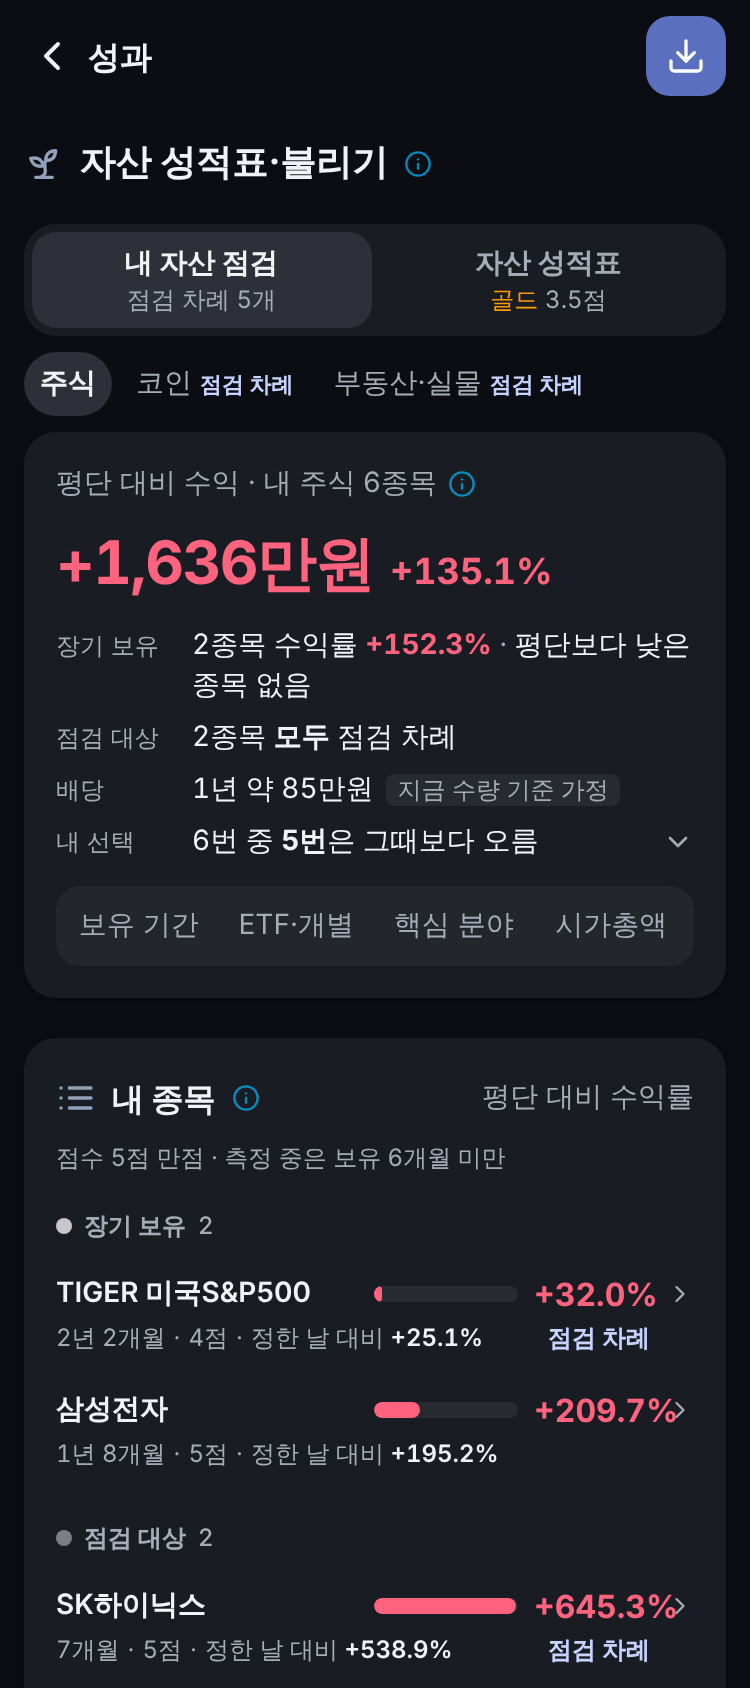 성과
자산 성적표·불리기
내 자산 점검
점검 차례 5개
자산 성적표
골드 3.5점
주식 코인 점검 차례 부동산·실물 점검 차례
평단 대비 수익 · 내 주식 6종목
+1,636만원 +135.1%
장기 보유 2종목 수익률 +152.3% · 평단보다 낮은
종목 없음
점검 대상 2종목 모두 점검 차례
배당 1년 약 85만원 지금 수량 기준 가정
내 선택 6번 중 5번은 그때보다 오름
보유 기간 ETF·개별 핵심 분야 시가총액
내 종목 평단 대비 수익률
점수 5점 만점 · 측정 중은 보유 6개월 미만
장기 보유 2
TIGER 미국S&P500 +32.0%
2년 2개월 · 4점 · 정한 날 대비 +25.1% 점검 차례
삼성전자 +209.7%
1년 8개월 · 5점 · 정한 날 대비 +195.2%
점검 대상 2
SK하이닉스 +645.3%
7개월 · 5점 · 정한 날 대비 +538.9% 점검 차례